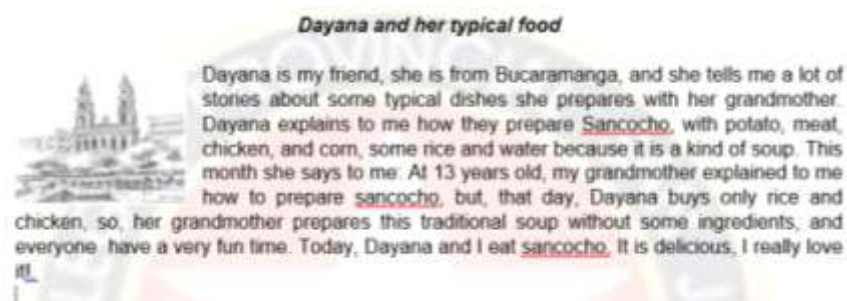 Dayana and her typical food
Dayana is my friend, she is from Bucaramanga, and she tells me a lot of
stories about some typical dishes she prepares with her grandmother.
Dayana explains to me how they prepare Sancocho, with potato, meat,
chicken, and corn, some rice and water because it is a kind of soup. This
month she says to me: At 13 years old, my grandmother explained to me
how to prepare sancocho, but, that day, Dayana buys only rice and
chicken, so, her grandmother prepares this traditional soup without some ingredients, and
everyone have a very fun time. Today, Dayana and I eat sancocho. It is delicious, I really love
it!